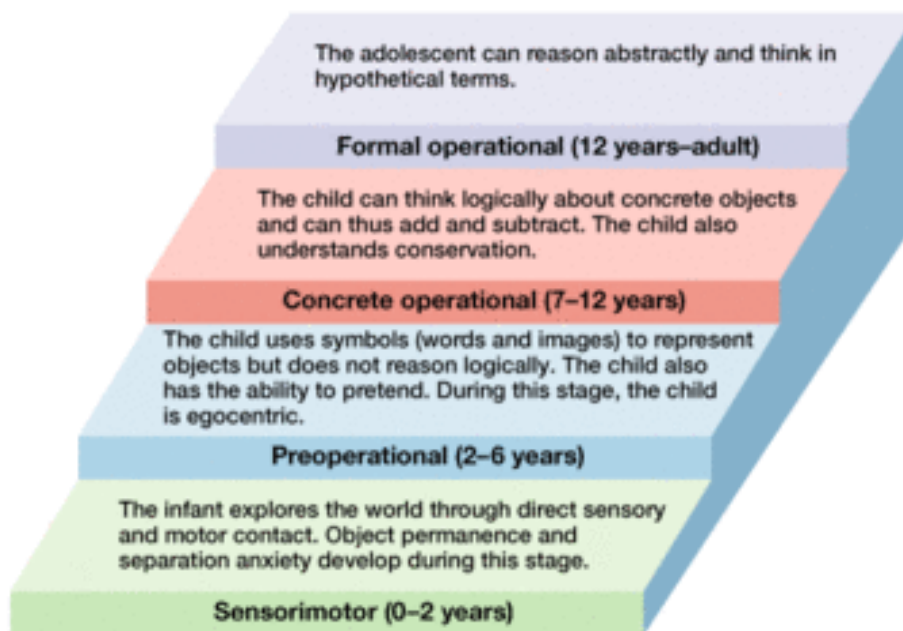 The adolescent can reason abstractly and think in
hypothetical terms.
Formal operational (12 years–adult)
The child can think logically about concrete objects
and can thus add and subtract. The child also
understands conservation.
Concrete operational (7–12 years)
The child uses symbols (words and images) to represent
objects but does not reason logically. The child also
has the ability to pretend. During this stage, the child
is egocentric.
Preoperational (2–6 years)
The infant explores the world through direct sensory
and motor contact. Object permanence and
separation anxiety develop during this stage.
Sensorimotor (0–2 years)